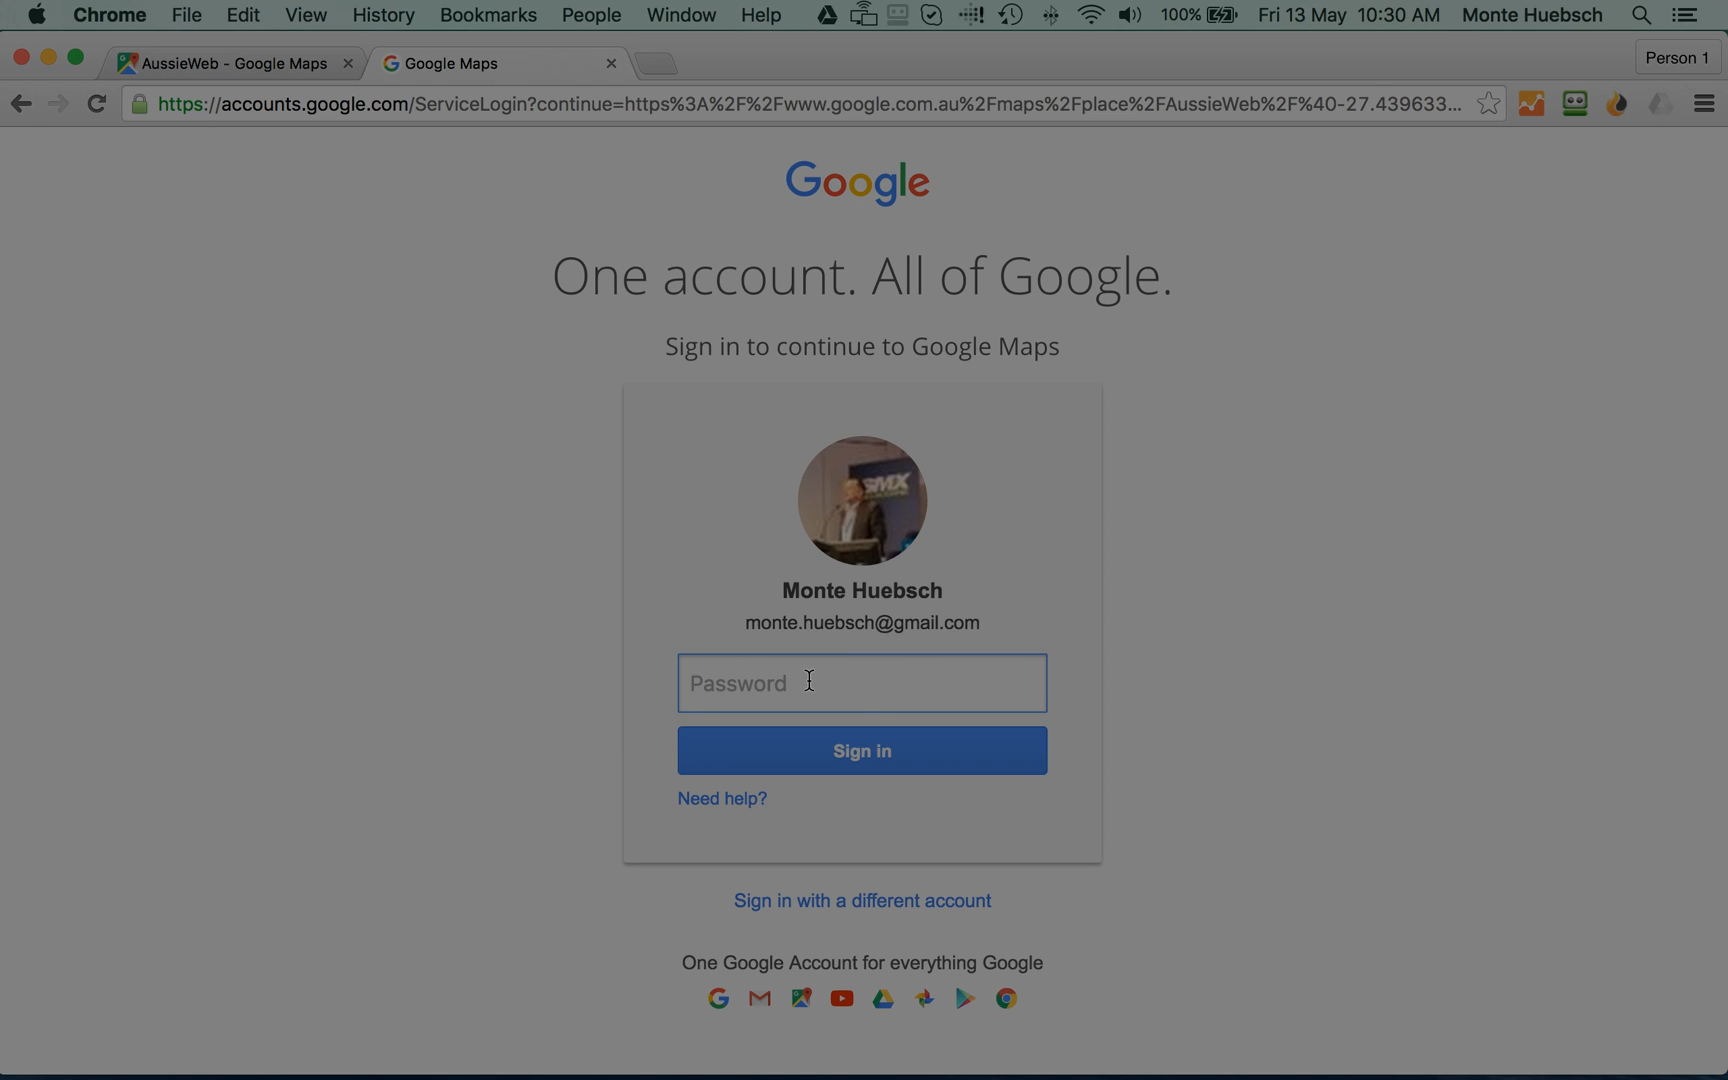 Chrome File Edit View History Bookmarks People Window Help 100% Fri 13 May 10:30 AM Monte Huebsch
AussieWeb - Google Maps Google Maps Person 1
https://accounts.google.com/ServiceLogin?continue=https%3A%2F%2Fwww.google.com.au%2Fmaps%2Fplace%2FAussieWeb%2F%40-27.439633...
Google
One account. All of Google.
Sign in to continue to Google Maps
SMX
Monte Huebsch
monte.huebsch@gmail.com
Password
Sign in
Need help?
Sign in with a different account
One Google Account for everything Google